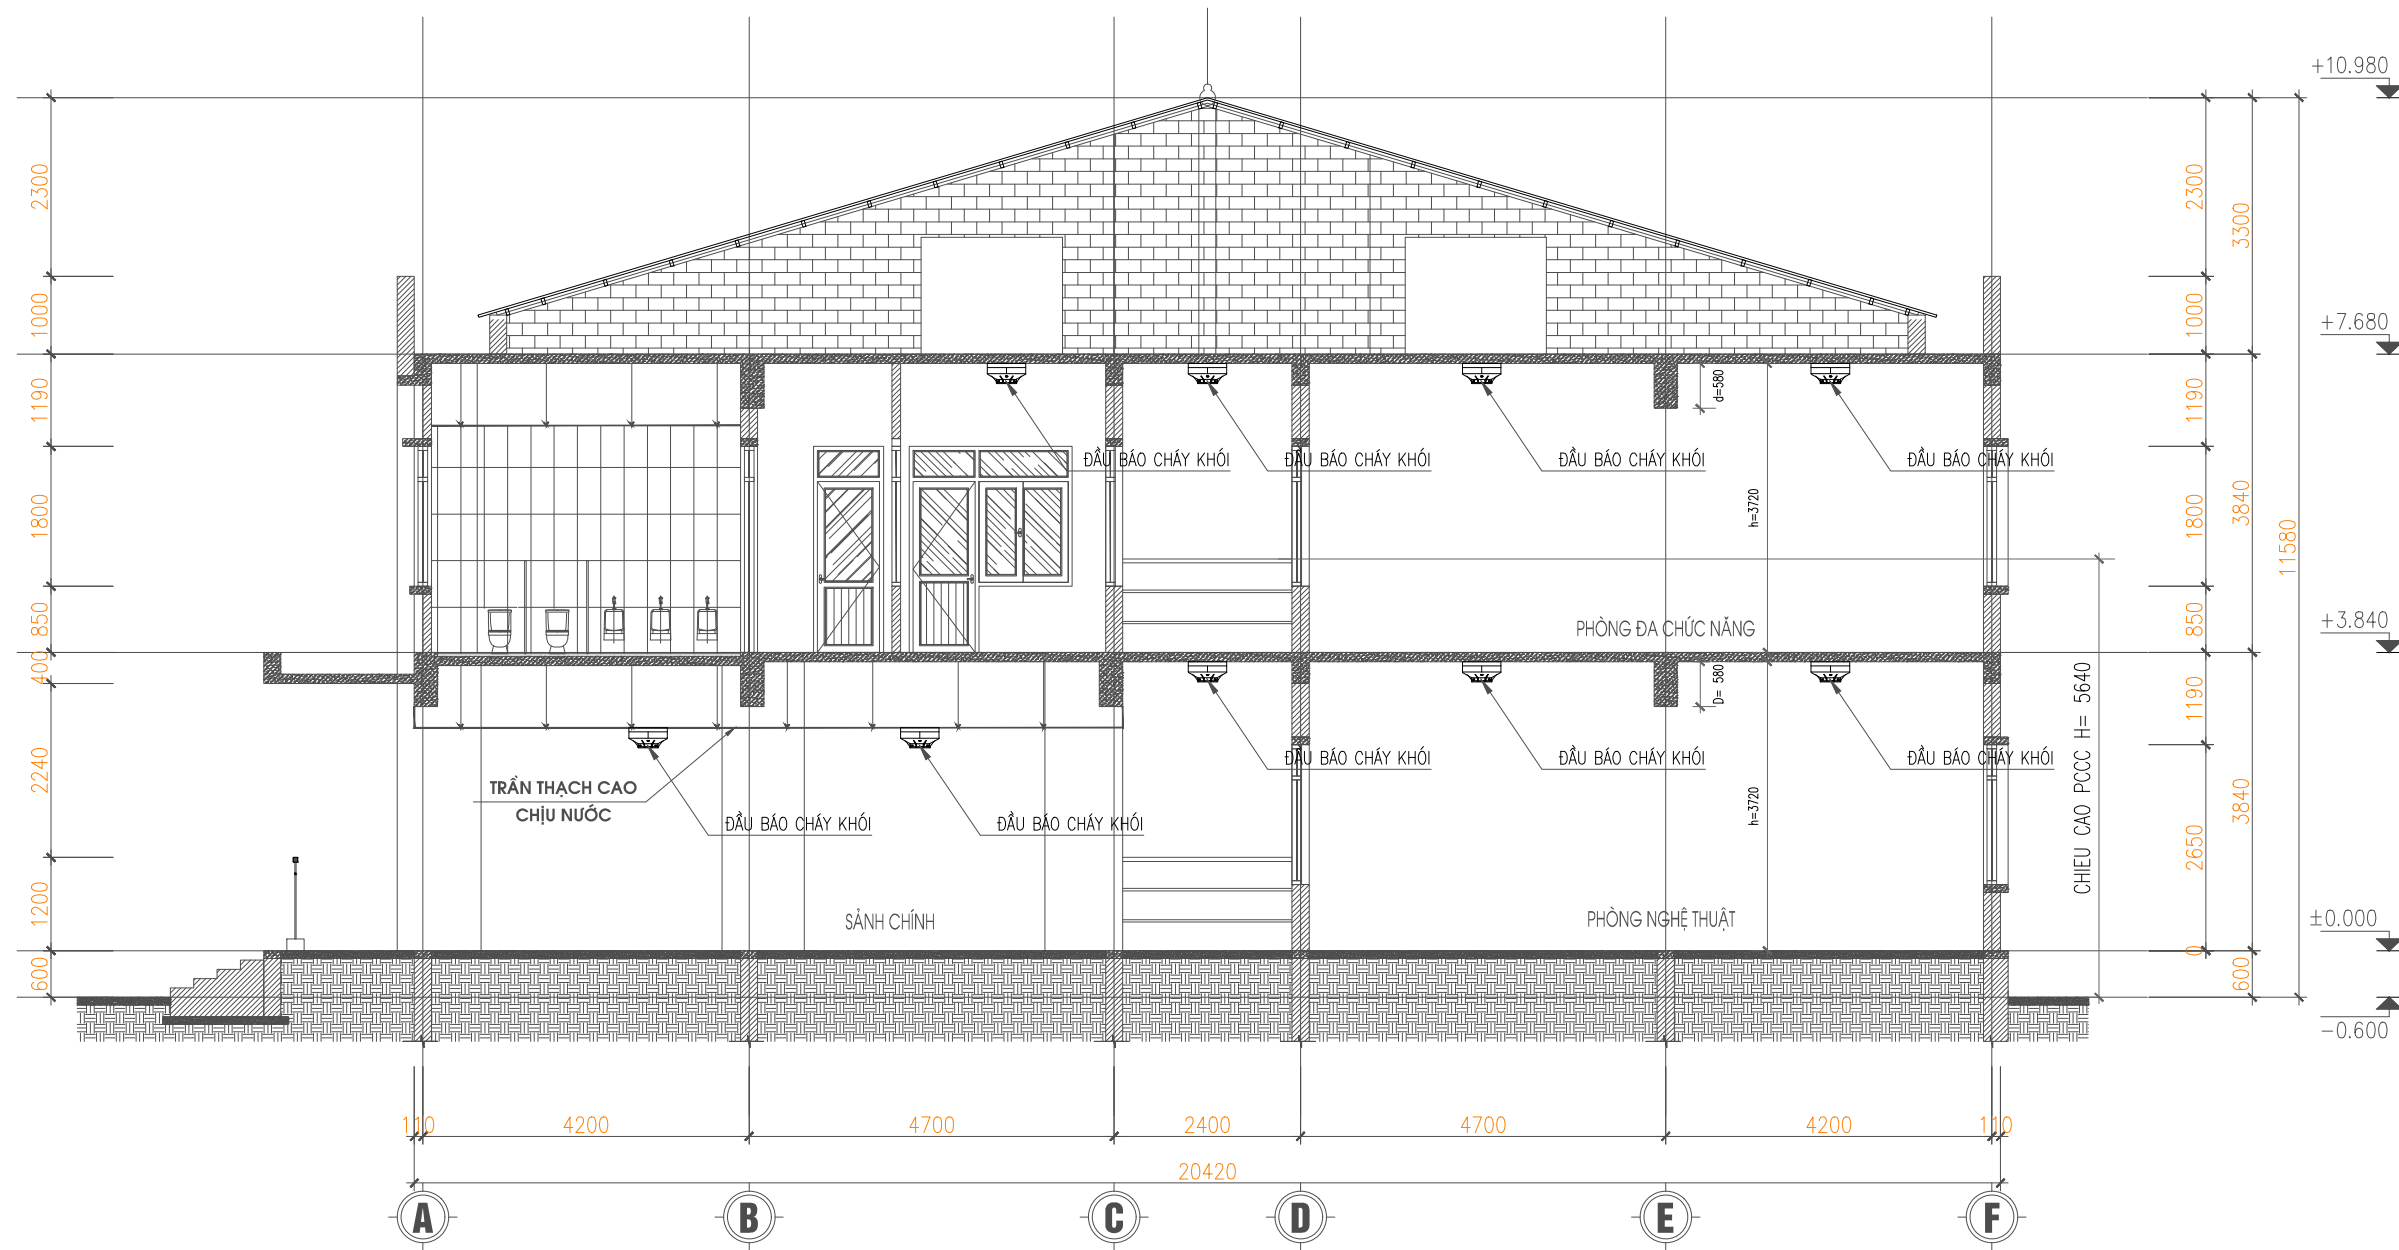 +10.980
2300
2300
3300
1000
1000
+7.680
1190
d=580
1190
ĐẦU BÁO CHÁY KHÓI
ĐẦU BÁO CHÁY KHÓI
ĐẦU BÁO CHÁY KHÓI
ĐẦU BÁO CHÁY KHÓI
1800
h=3720
1800
3840
11580
850
PHÒNG ĐA CHỨC NĂNG
850
+3.840
400
D= 580
1190
CHIEU CAO PCCC H= 5640
2240
TRẦN THẠCH CAO
CHỊU NƯỚC
ĐẦU BÁO CHÁY KHÓI
ĐẦU BÁO CHÁY KHÓI
ĐẦU BÁO CHÁY KHÓI
ĐẦU BÁO CHÁY KHÓI
ĐẦU BÁO CHÁY KHÓI
h=3720
2650
3840
1200
SẢNH CHÍNH
PHÒNG NGHỆ THUẬT
±0.000
0
600
600
-0.600
110
4200
4700
2400
4700
4200
110
20420
A
B
C
D
E
F